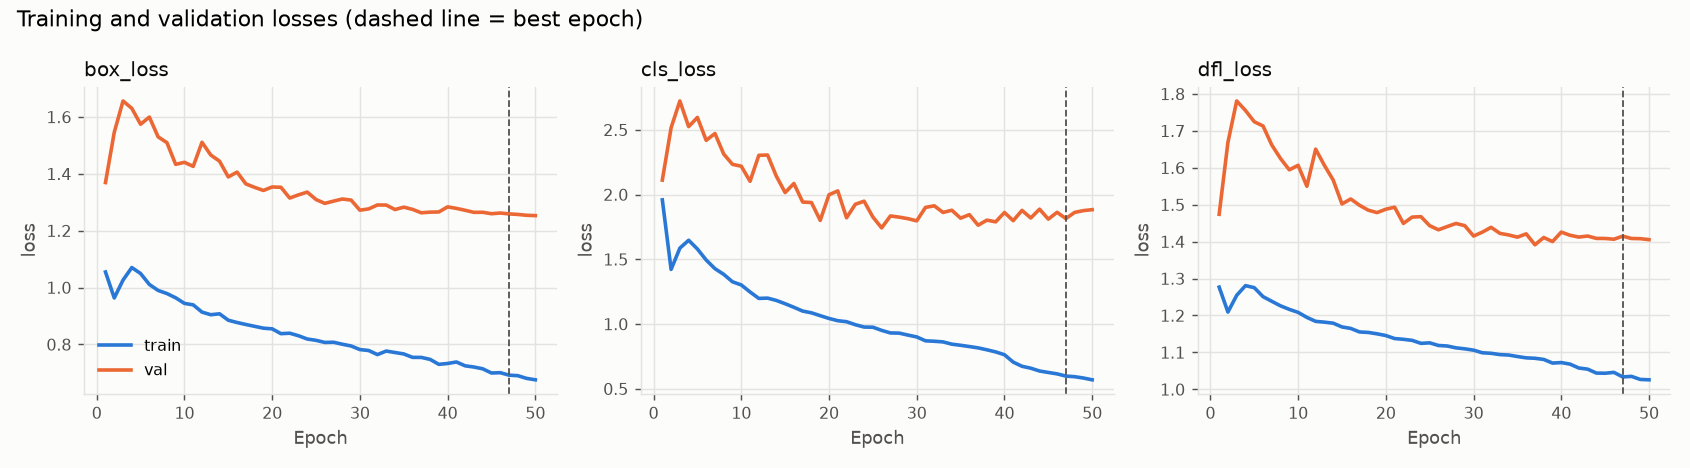 Training and validation losses (dashed line = best epoch)
box_loss
cls_loss
dfl_loss
loss
1.6
1.4
1.2
1.0
0.8
train
val
0 10 20 30 40 50
Epoch
loss
2.5
2.0
1.5
1.0
0.5
0 10 20 30 40 50
Epoch
loss
1.8
1.7
1.6
1.5
1.4
1.3
1.2
1.1
1.0
0 10 20 30 40 50
Epoch